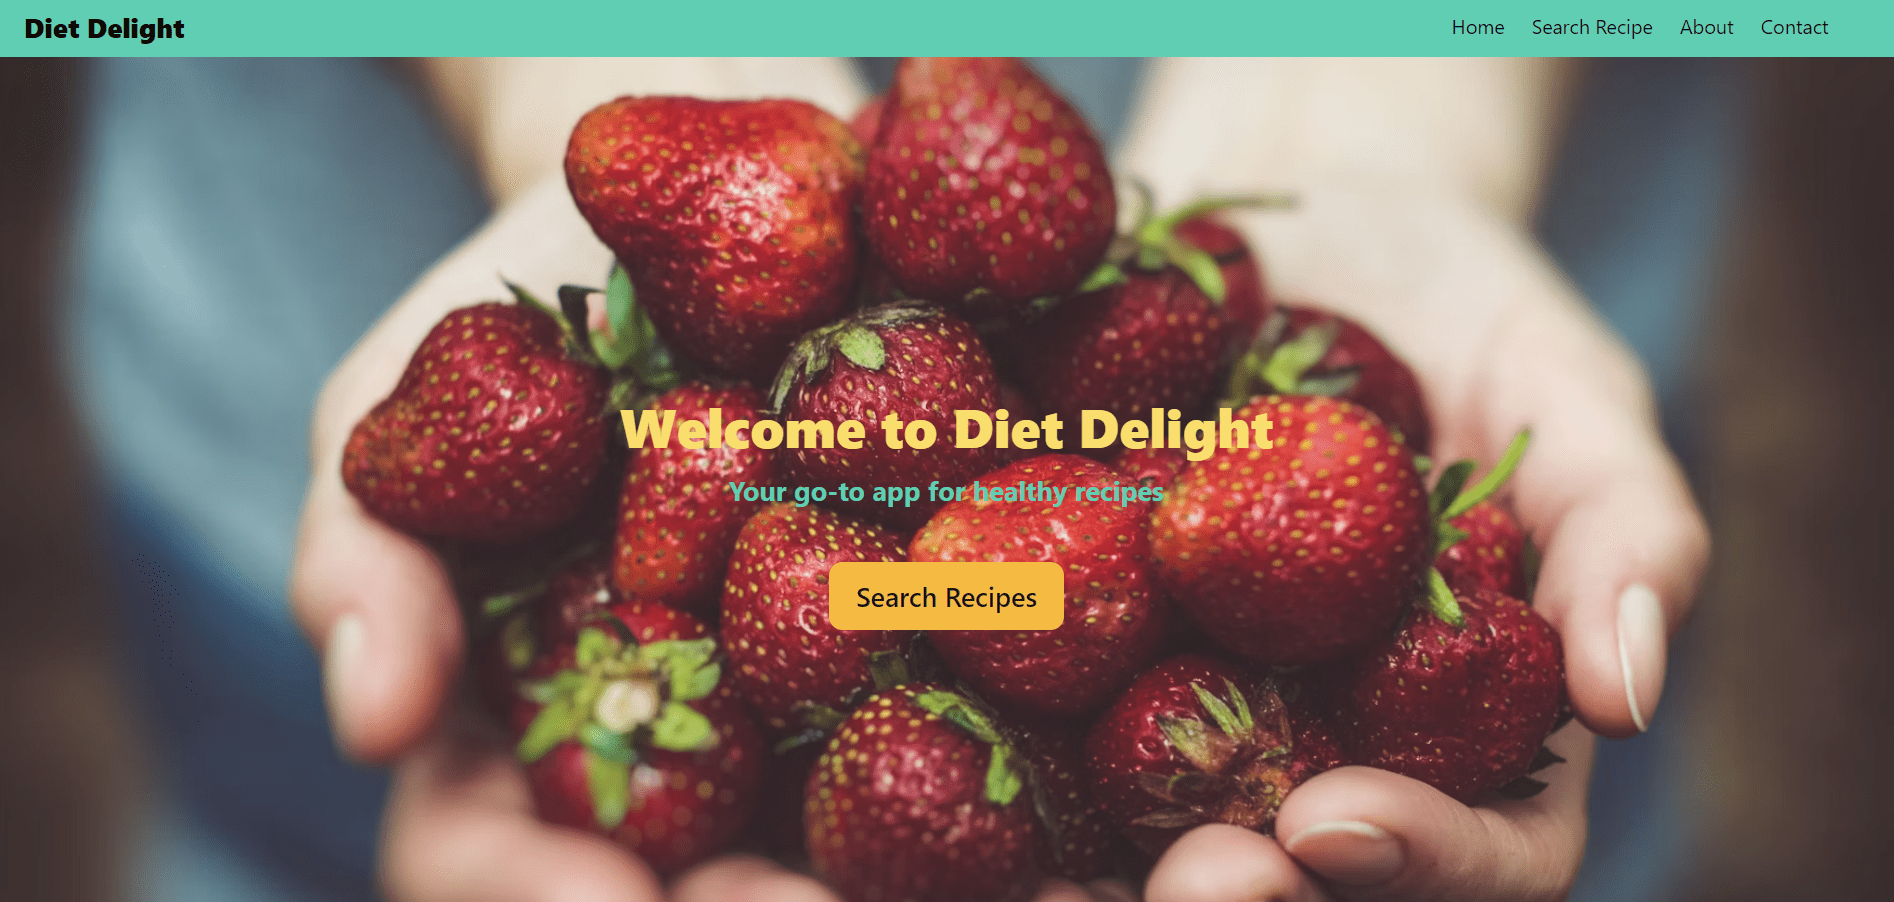 Diet Delight
Home Search Recipe About Contact
Welcome to Diet Delight
Your go-to app for healthy recipes
Search Recipes